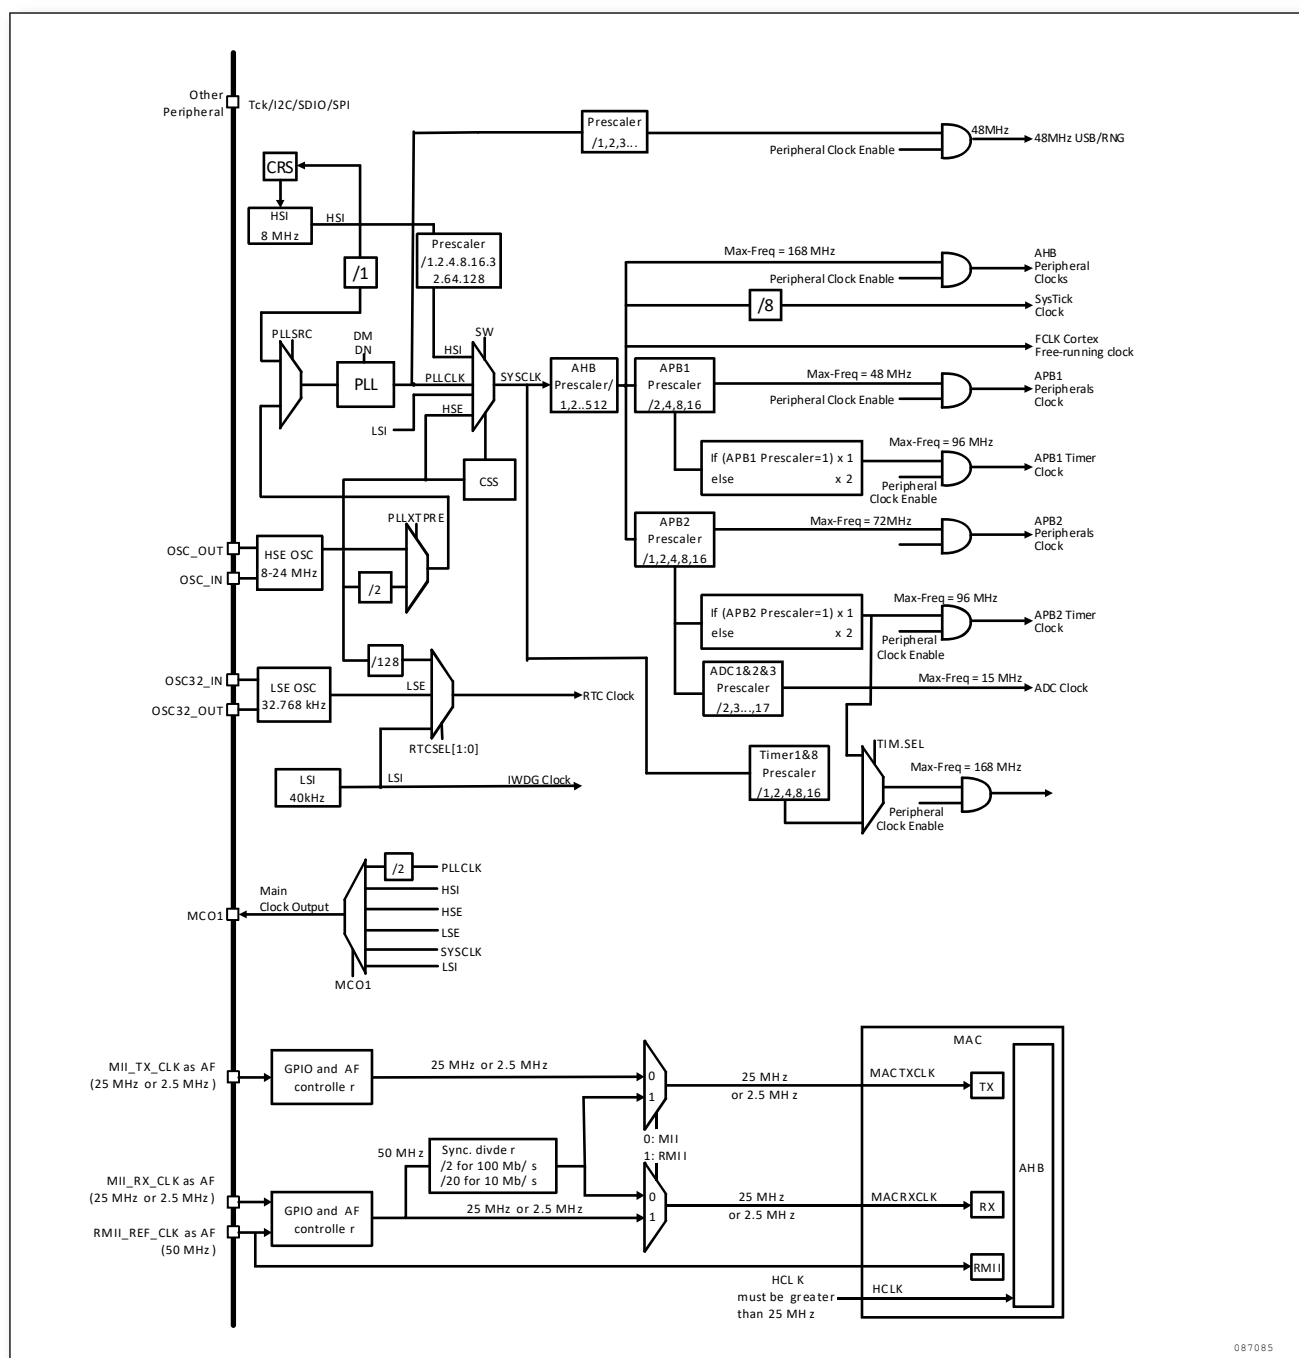 Other
Peripheral
Tck/I2C/SDIO/SPI
Prescaler
/1,2,3...
48MHz
48MHz USB/RNG
Peripheral Clock Enable
CRS
HSI
8 MHz
HSI
/1
Prescaler
/1.2.4.8.16.3
2.64.128
Max-Freq = 168 MHz
Peripheral Clock Enable
AHB
Peripheral
Clocks
/8
SysTick
Clock
FCLK Cortex
Free-running clock
PLLSRC
DM
DN
PLL
SW
HSI
PLLCLK
HSE
LSI
SYSCLK
CSS
AHB
Prescaler/
1,2..512
APB1
Prescaler
/2,4,8,16
Max-Freq = 48 MHz
Peripheral Clock Enable
APB1
Peripherals
Clock
If (APB1 Prescaler=1) x 1
else x 2
Max-Freq = 96 MHz
Peripheral
Clock Enable
APB1 Timer
Clock
PLLXTPRE
OSC_OUT
OSC_IN
HSE OSC
8-24 MHz
/2
APB2
Prescaler
/1,2,4,8,16
Max-Freq = 72MHz
APB2
Peripherals
Clock
If (APB2 Prescaler=1) x 1
else x 2
Max-Freq = 96 MHz
Peripheral
Clock Enable
APB2 Timer
Clock
/128
OSC32_IN
OSC32_OUT
LSE OSC
32.768 kHz
LSE
RTC Clock
RTCSEL[1:0]
ADC1&2&3
Prescaler
/2,3...,17
Max-Freq = 15 MHz
ADC Clock
LSI
40kHz
LSI
IWDG Clock
Timer1&8
Prescaler
/1,2,4,8,16
TIM.SEL
Max-Freq = 168 MHz
Peripheral
Clock Enable
MCO1
Main
Clock Output
/2
PLLCLK
HSI
HSE
LSE
SYSCLK
LSI
MCO1
MII_TX_CLK as AF
(25 MHz or 2.5 MHz )
GPIO and AF
controlle r
25 MHz or 2.5 MHz
0
1
0: MII
1: RMII
25 MHz
or 2.5 MH z
MAC
MACTXCLK
TX
AHB
50 MHz
Sync. divde r
/2 for 100 Mb/ s
/20 for 10 Mb/ s
MII_RX_CLK as AF
(25 MHz or 2.5 MHz)
RMII_REF_CLK as AF
(50 MHz)
GPIO and AF
controlle r
25 MHz or 2.5 MHz
0
1
25 MHz
or 2.5 MH z
MACRXCLK
RX
RMII
HCL K
must be greater
than 25 MH z
HCLK
087085